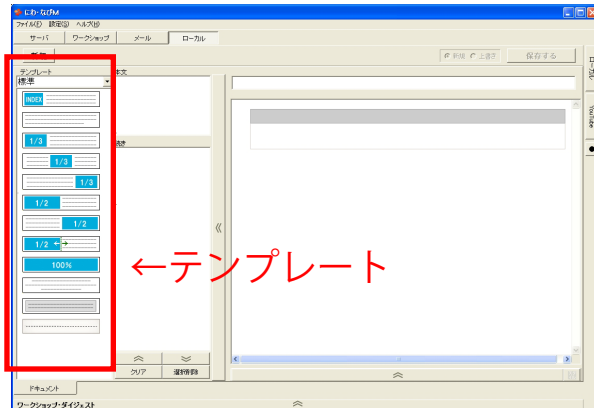 にわ・なびM
ファイル(F) 設定(S) ヘルプ(H)
サーバ ワークショップ メール ローカル
新規 上書き 保存する
テンプレート 本文
標準
INDEX
1/3
1/3
1/3
1/2
1/2
1/2
100%
←テンプレート
クリア 選択削除
ドキュメント
ワークショップ・ダイジェスト
YouTube